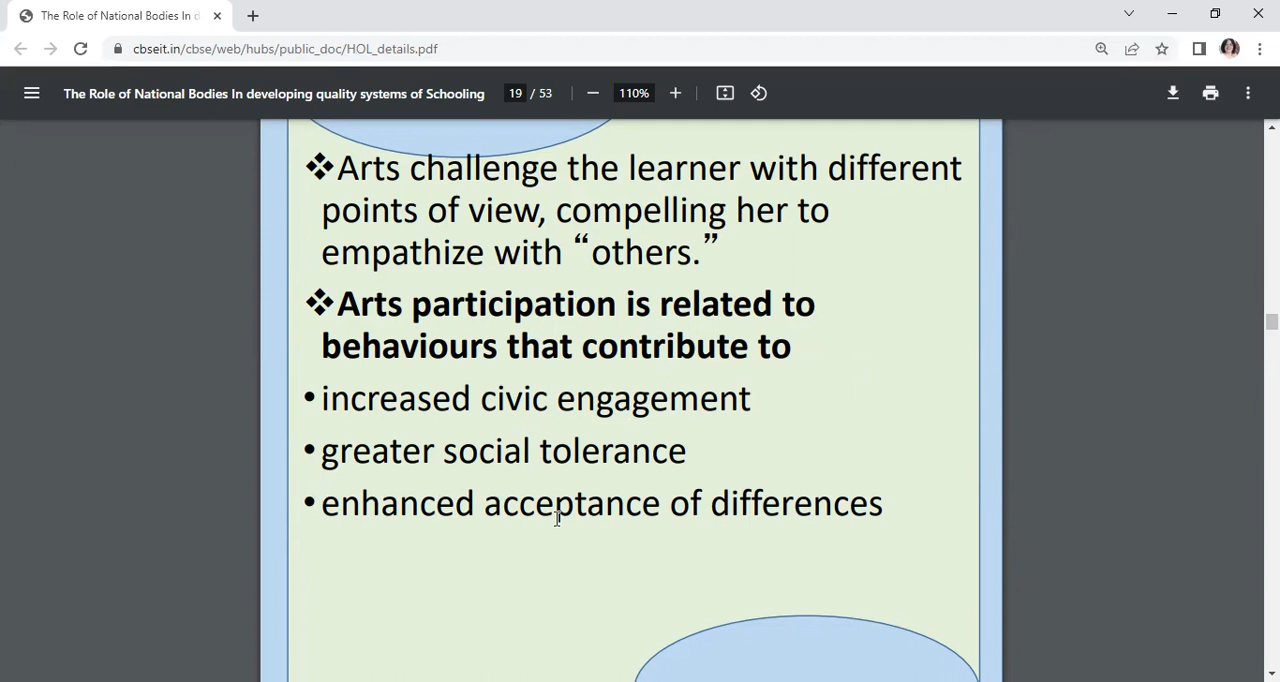 The Role of National Bodies In d
cbseit.in/cbse/web/hubs/public_doc/HOL_details.pdf
The Role of National Bodies In developing quality systems of Schooling
19 / 53
110%
❖Arts challenge the learner with different
points of view, compelling her to
empathize with “others.”
❖Arts participation is related to
behaviours that contribute to
•increased civic engagement
•greater social tolerance
•enhanced acceptance of differences